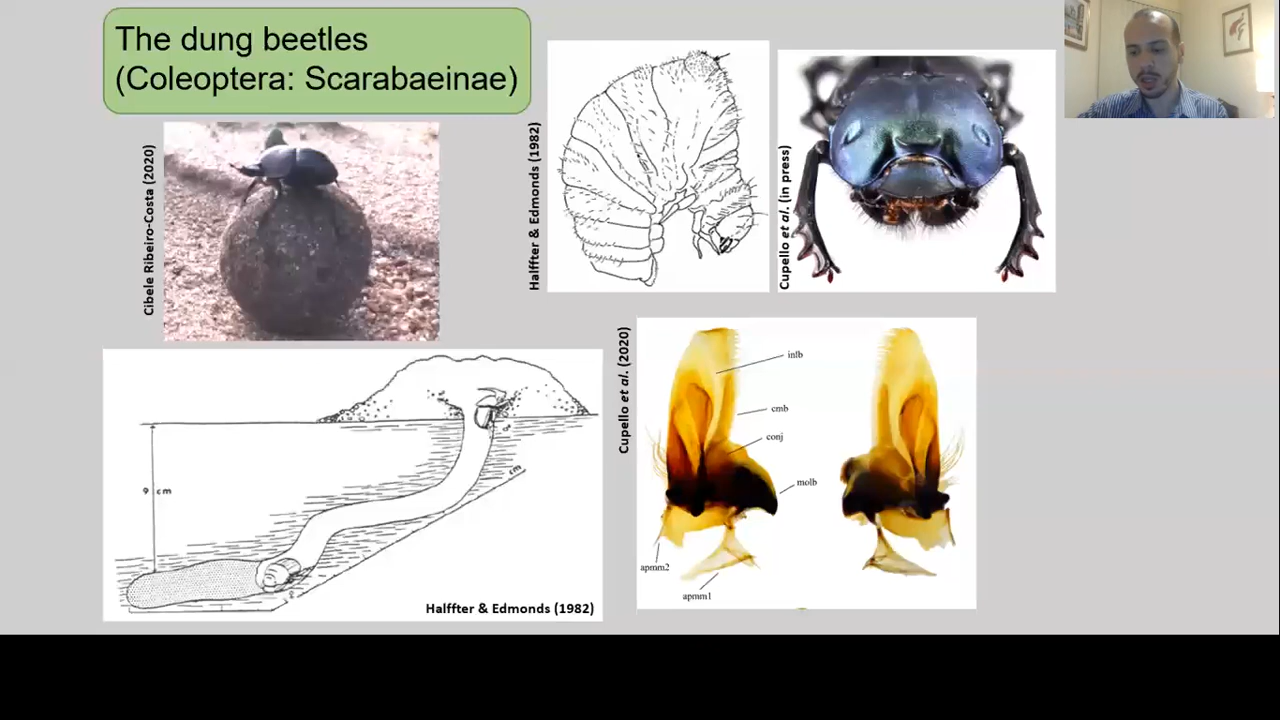 The dung beetles
(Coleoptera: Scarabaeinae)
Cibele Ribeiro-Costa (2020)
Halffter & Edmonds (1982)
Cupello et al. (in press)
9 cm
cm
Halffter & Edmonds (1982)
Cupello et al. (2020)
inlb
cmb
conj
molb
apmm2
apmm1